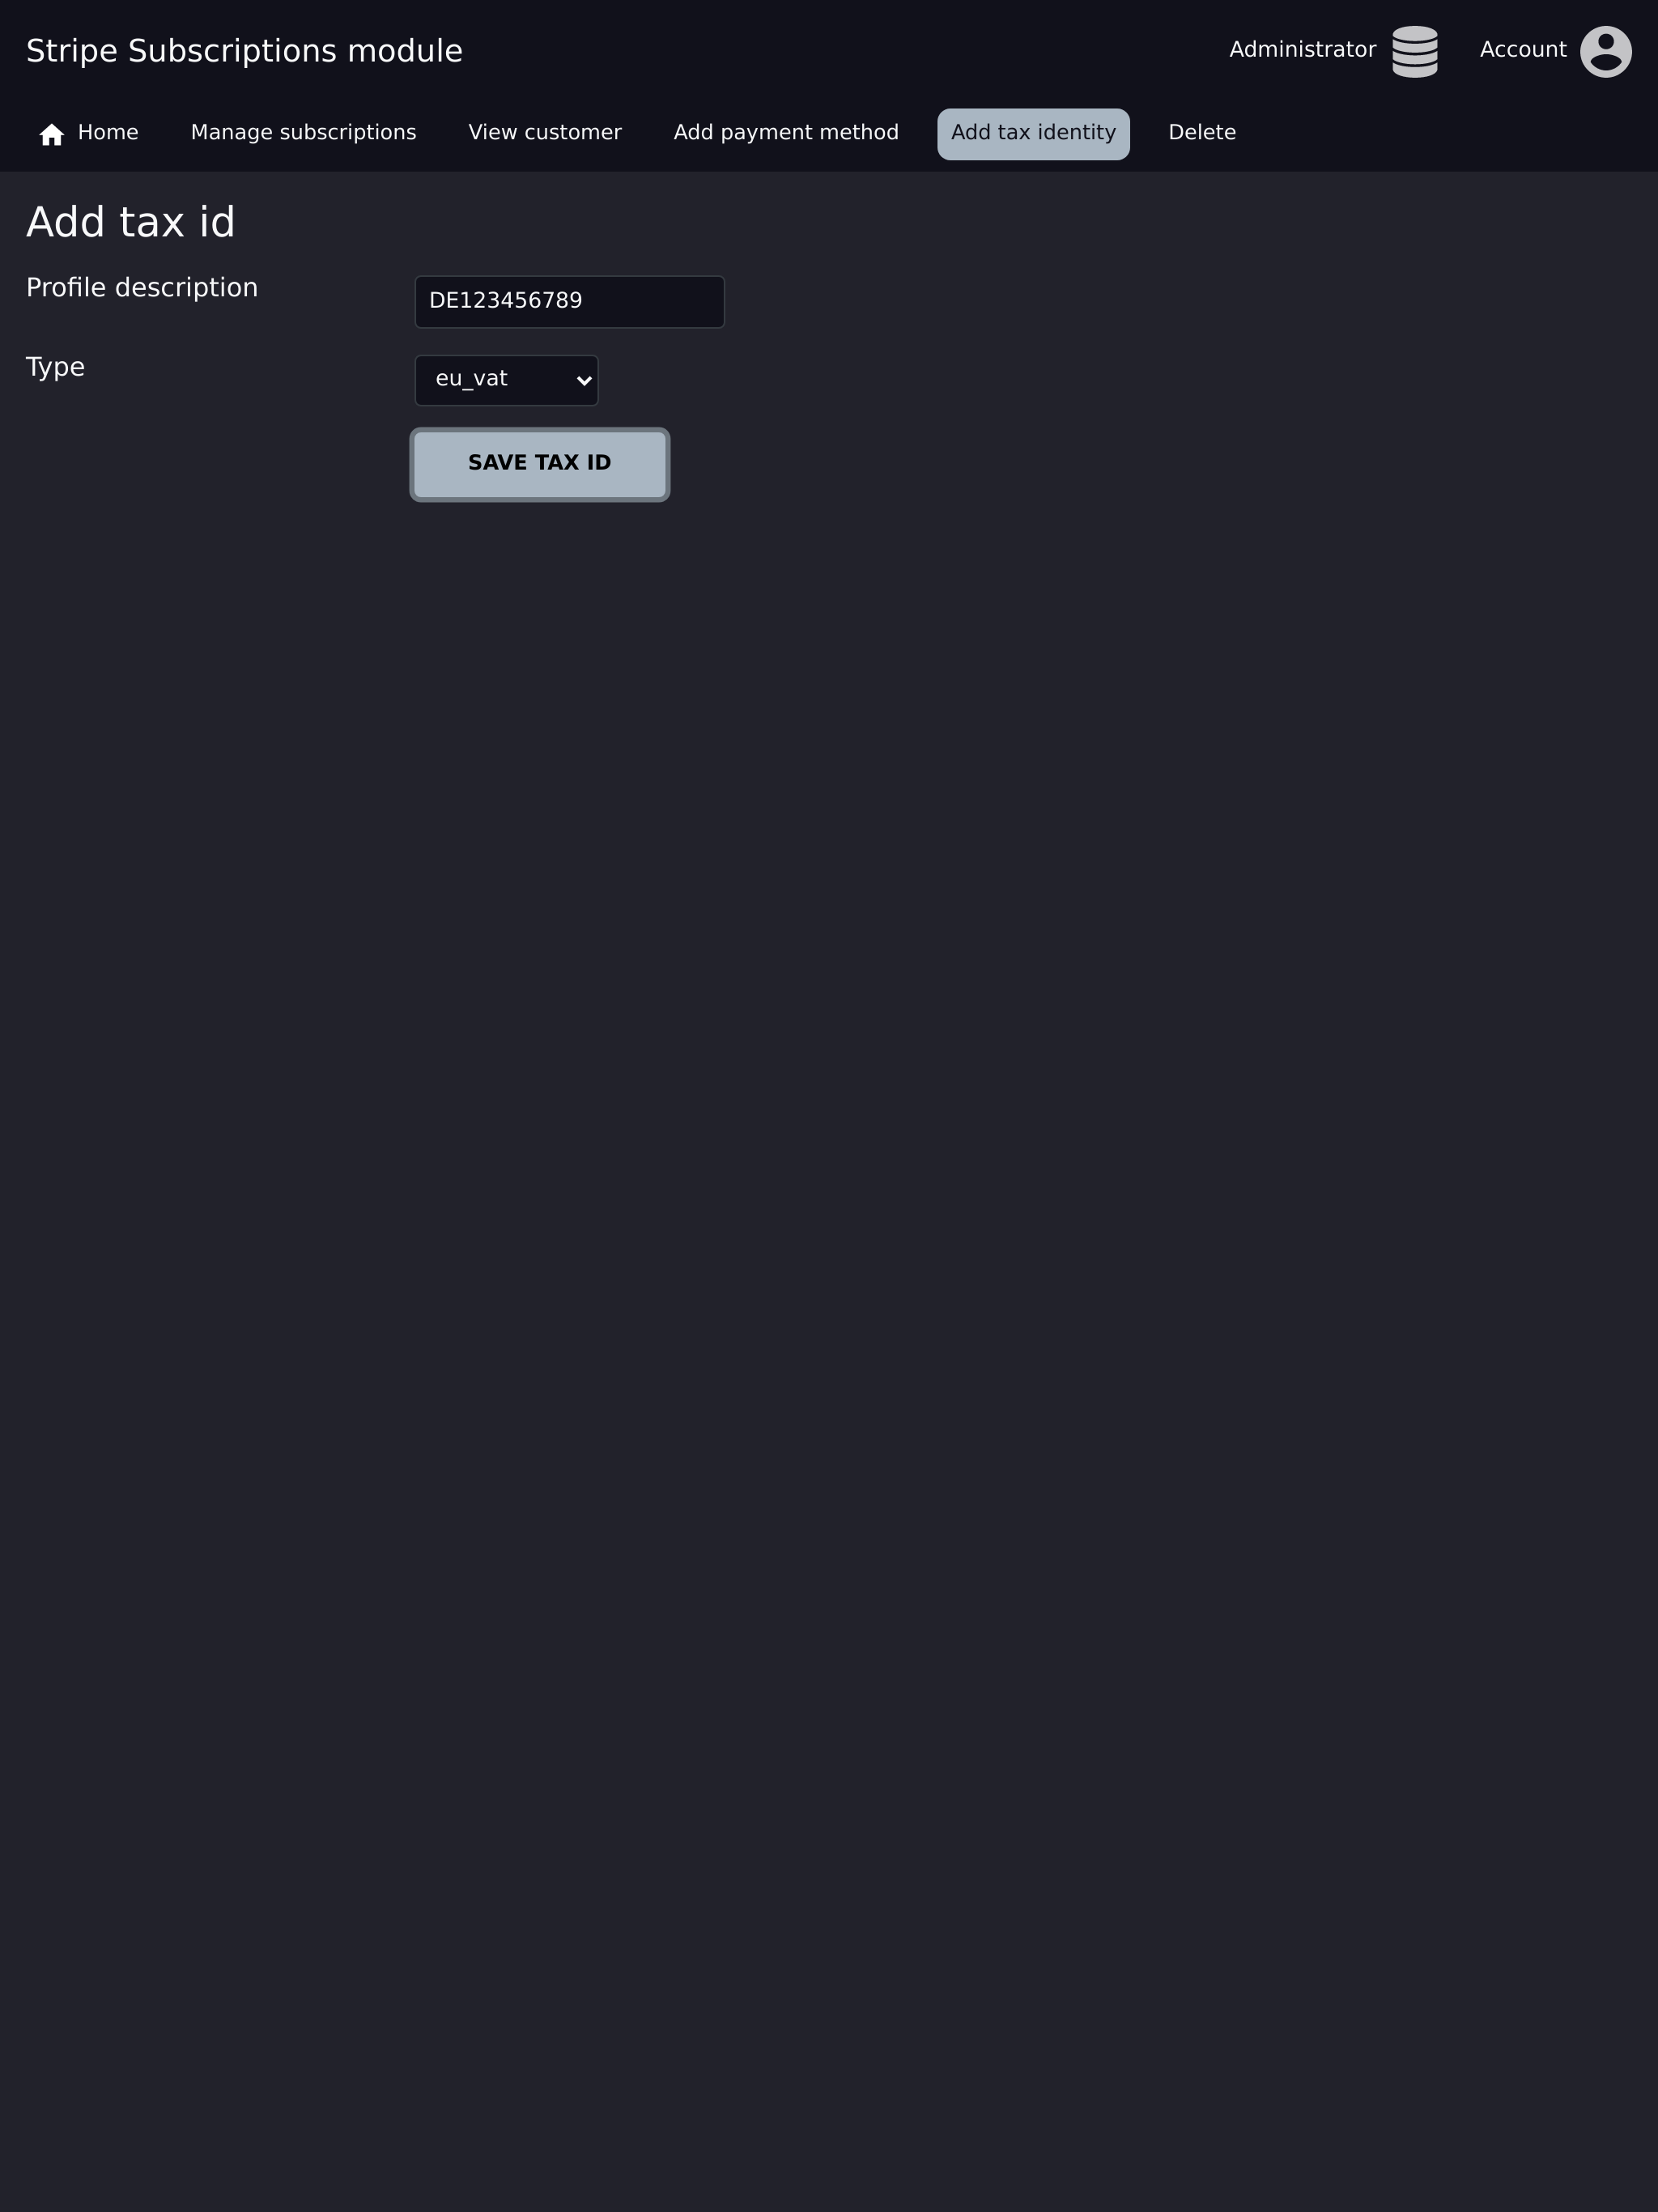 Stripe Subscriptions module
Administrator
Account
Home
Manage subscriptions
View customer
Add payment method
Add tax identity
Delete
Add tax id
Profile description
DE123456789
Type
eu_vat
SAVE TAX ID